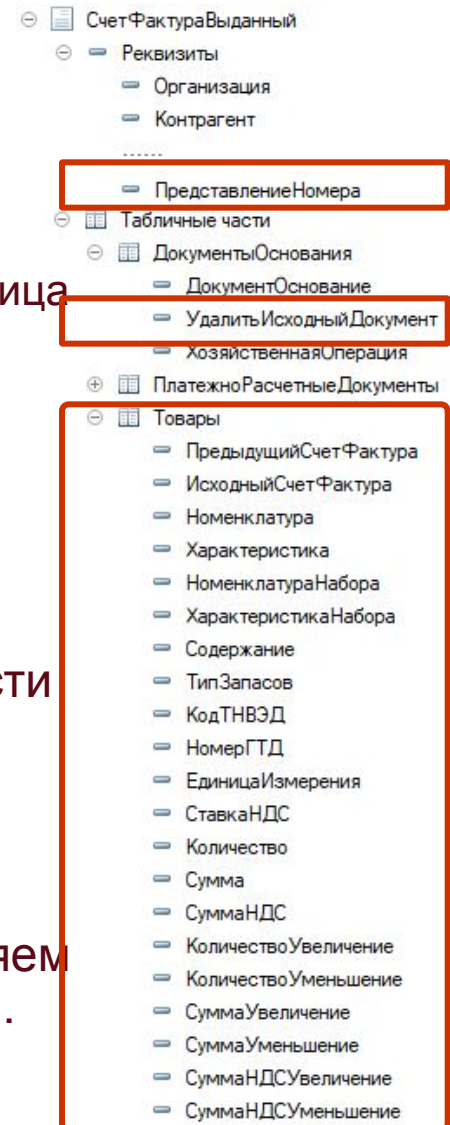 СчетФактураВыданный
Реквизиты
Организация
Контрагент
......
ПредставлениеНомера
Табличные части
ДокументыОснования
ица
ДокументОснование
УдалитьИсходныйДокумент
ХозяйственнаяОперация
ПлатежноРасчетныеДокументы
Товары
ПредыдущийСчетФактура
ИсходныйСчетФактура
Номенклатура
Характеристика
НоменклатураНабора
ХарактеристикаНабора
Содержание
сти
ТипЗапасов
КодТНВЭД
НомерГТД
ЕдиницаИзмерения
СтавкаНДС
Количество
Сумма
СуммаНДС
яем
КоличествоУвеличение
КоличествоУменьшение
.
СуммаУвеличение
СуммаУменьшение
СуммаНДСУвеличение
СуммаНДСУменьшение